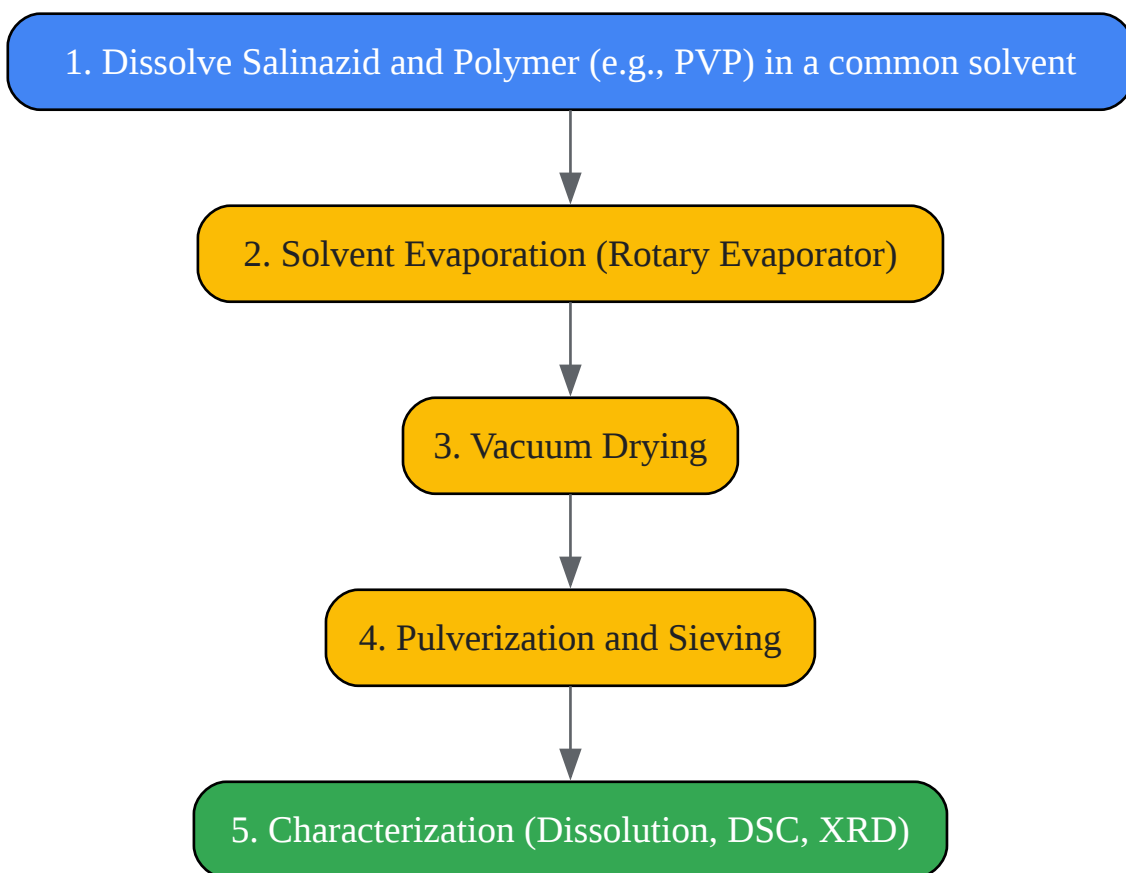 1. Dissolve Salinazid and Polymer (e.g., PVP) in a common solvent
2. Solvent Evaporation (Rotary Evaporator)
3. Vacuum Drying
4. Pulverization and Sieving
5. Characterization (Dissolution, DSC, XRD)